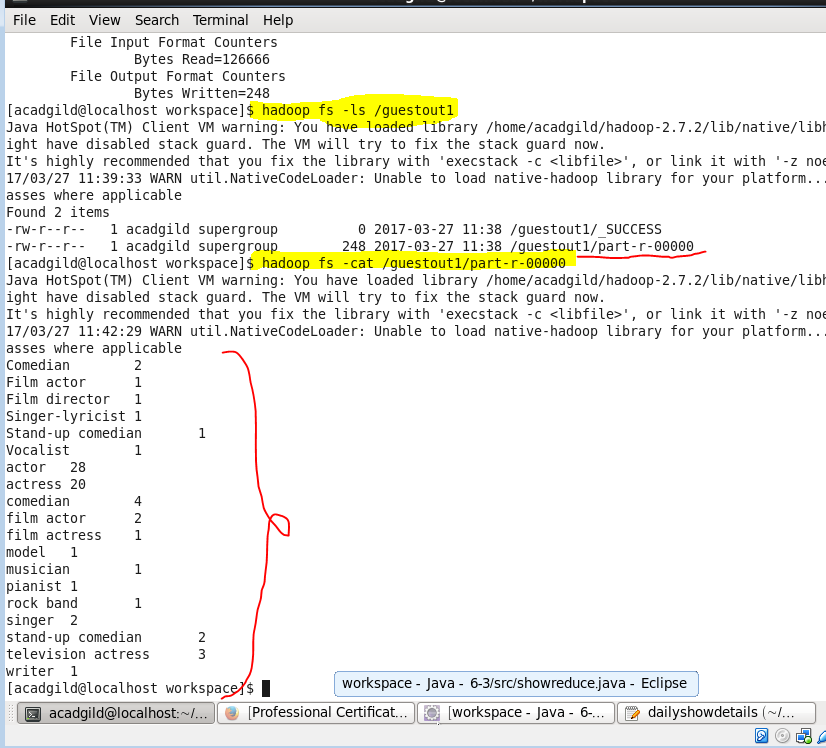 File Edit View Search Terminal Help
File Input Format Counters
Bytes Read=126666
File Output Format Counters
Bytes Written=248
[acadgild@localhost workspace]$ hadoop fs -ls /guestout1
Java HotSpot(TM) Client VM warning: You have loaded library /home/acadgild/hadoop-2.7.2/lib/native/libh
ight have disabled stack guard. The VM will try to fix the stack guard now.
It's highly recommended that you fix the library with 'execstack -c <libfile>', or link it with '-z noe
17/03/27 11:39:33 WARN util.NativeCodeLoader: Unable to load native-hadoop library for your platform...
asses where applicable
Found 2 items
-rw-r--r--   1 acadgild supergroup          0 2017-03-27 11:38 /guestout1/_SUCCESS
-rw-r--r--   1 acadgild supergroup        248 2017-03-27 11:38 /guestout1/part-r-00000
[acadgild@localhost workspace]$ hadoop fs -cat /guestout1/part-r-00000
Java HotSpot(TM) Client VM warning: You have loaded library /home/acadgild/hadoop-2.7.2/lib/native/libh
ight have disabled stack guard. The VM will try to fix the stack guard now.
It's highly recommended that you fix the library with 'execstack -c <libfile>', or link it with '-z noe
17/03/27 11:42:29 WARN util.NativeCodeLoader: Unable to load native-hadoop library for your platform...
asses where applicable
Comedian 2
Film actor 1
Film director 1
Singer-lyricist 1
Stand-up comedian 1
Vocalist 1
actor 28
actress 20
comedian 4
film actor 2
film actress 1
model 1
musician 1
pianist 1
rock band 1
singer 2
stand-up comedian 2
television actress 3
writer 1
[acadgild@localhost workspace]$
workspace - Java - 6-3/src/showreduce.java - Eclipse
acadgild@localhost:~/... [Professional Certificat... [workspace - Java - 6-... dailyshowdetails (~/...